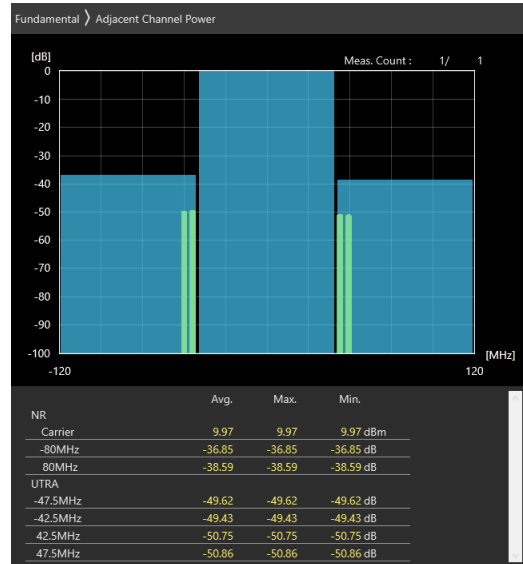 Fundamental ⟩ Adjacent Channel Power
[dB] Meas. Count : 1/ 1
0
-10
-20
-30
-40
-50
-60
-70
-80
-90
-100 [MHz]
-120 120
Avg. Max. Min.
NR
Carrier 9.97 9.97 9.97 dBm
-80MHz -36.85 -36.85 -36.85 dB
80MHz -38.59 -38.59 -38.59 dB
UTRA
-47.5MHz -49.62 -49.62 -49.62 dB
-42.5MHz -49.43 -49.43 -49.43 dB
42.5MHz -50.75 -50.75 -50.75 dB
47.5MHz -50.86 -50.86 -50.86 dB